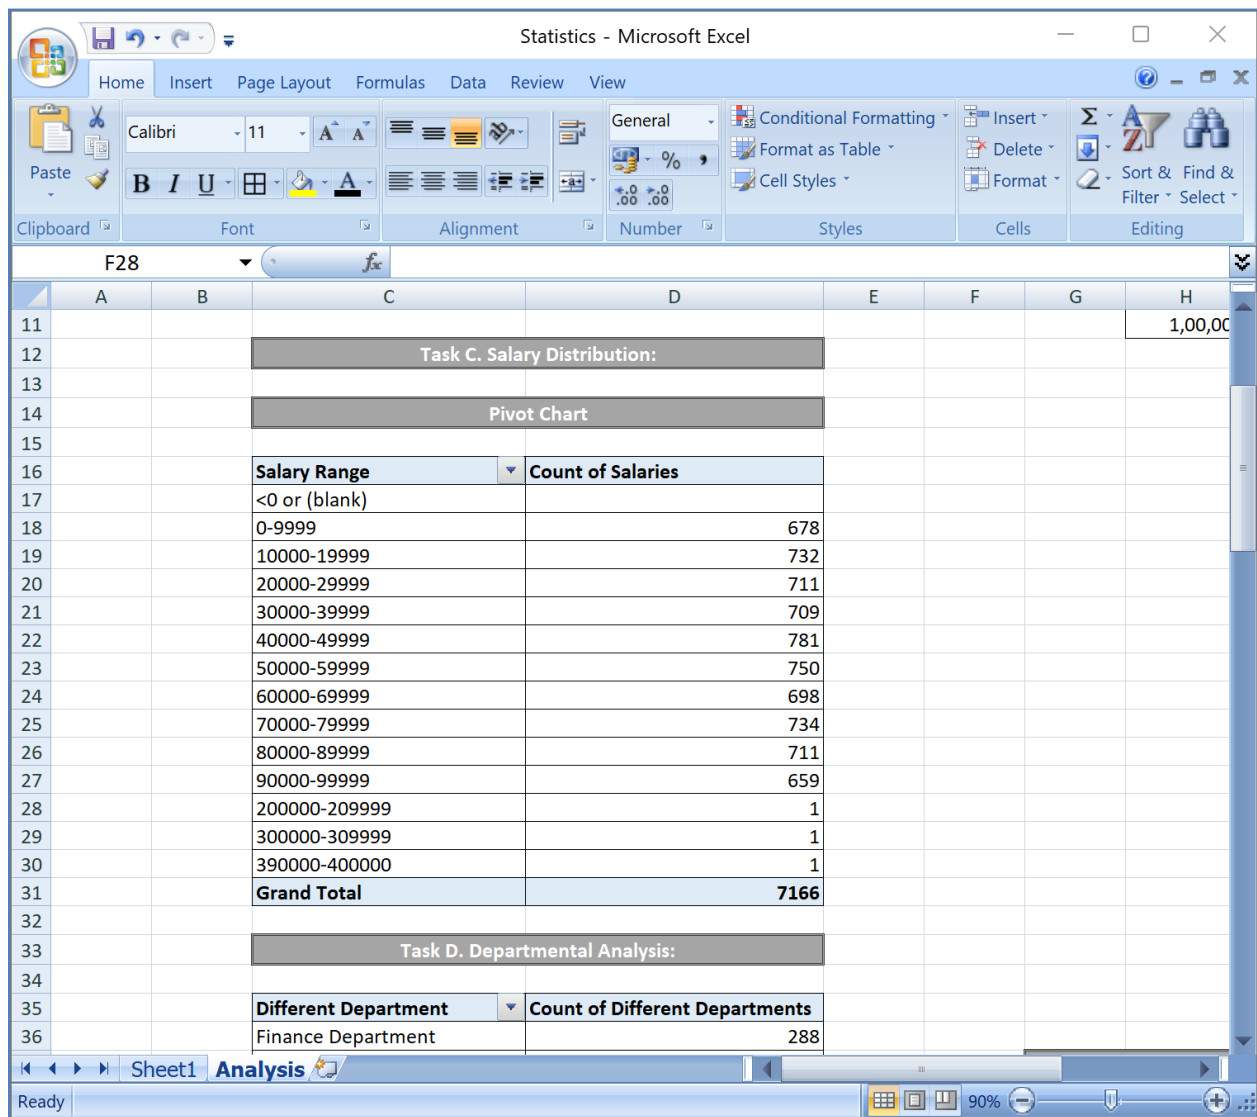 Statistics - Microsoft Excel
Home Insert Page Layout Formulas Data Review View
Calibri 11 A A General Conditional Formatting Insert Σ A Z
Paste Format as Table Delete
B I U A % , Cell Styles Format Sort & Find &
.0 .00 .00 .0 Filter Select
Clipboard Font Alignment Number Styles Cells Editing
F28 fx
A B C D E F G H
11 1,00,00
12 Task C. Salary Distribution:
13
14 Pivot Chart
15
16 Salary Range Count of Salaries
17 <0 or (blank)
18 0-9999 678
19 10000-19999 732
20 20000-29999 711
21 30000-39999 709
22 40000-49999 781
23 50000-59999 750
24 60000-69999 698
25 70000-79999 734
26 80000-89999 711
27 90000-99999 659
28 200000-209999 1
29 300000-309999 1
30 390000-400000 1
31 Grand Total 7166
32
33 Task D. Departmental Analysis:
34
35 Different Department Count of Different Departments
36 Finance Department 288
Sheet1 Analysis
Ready 90%